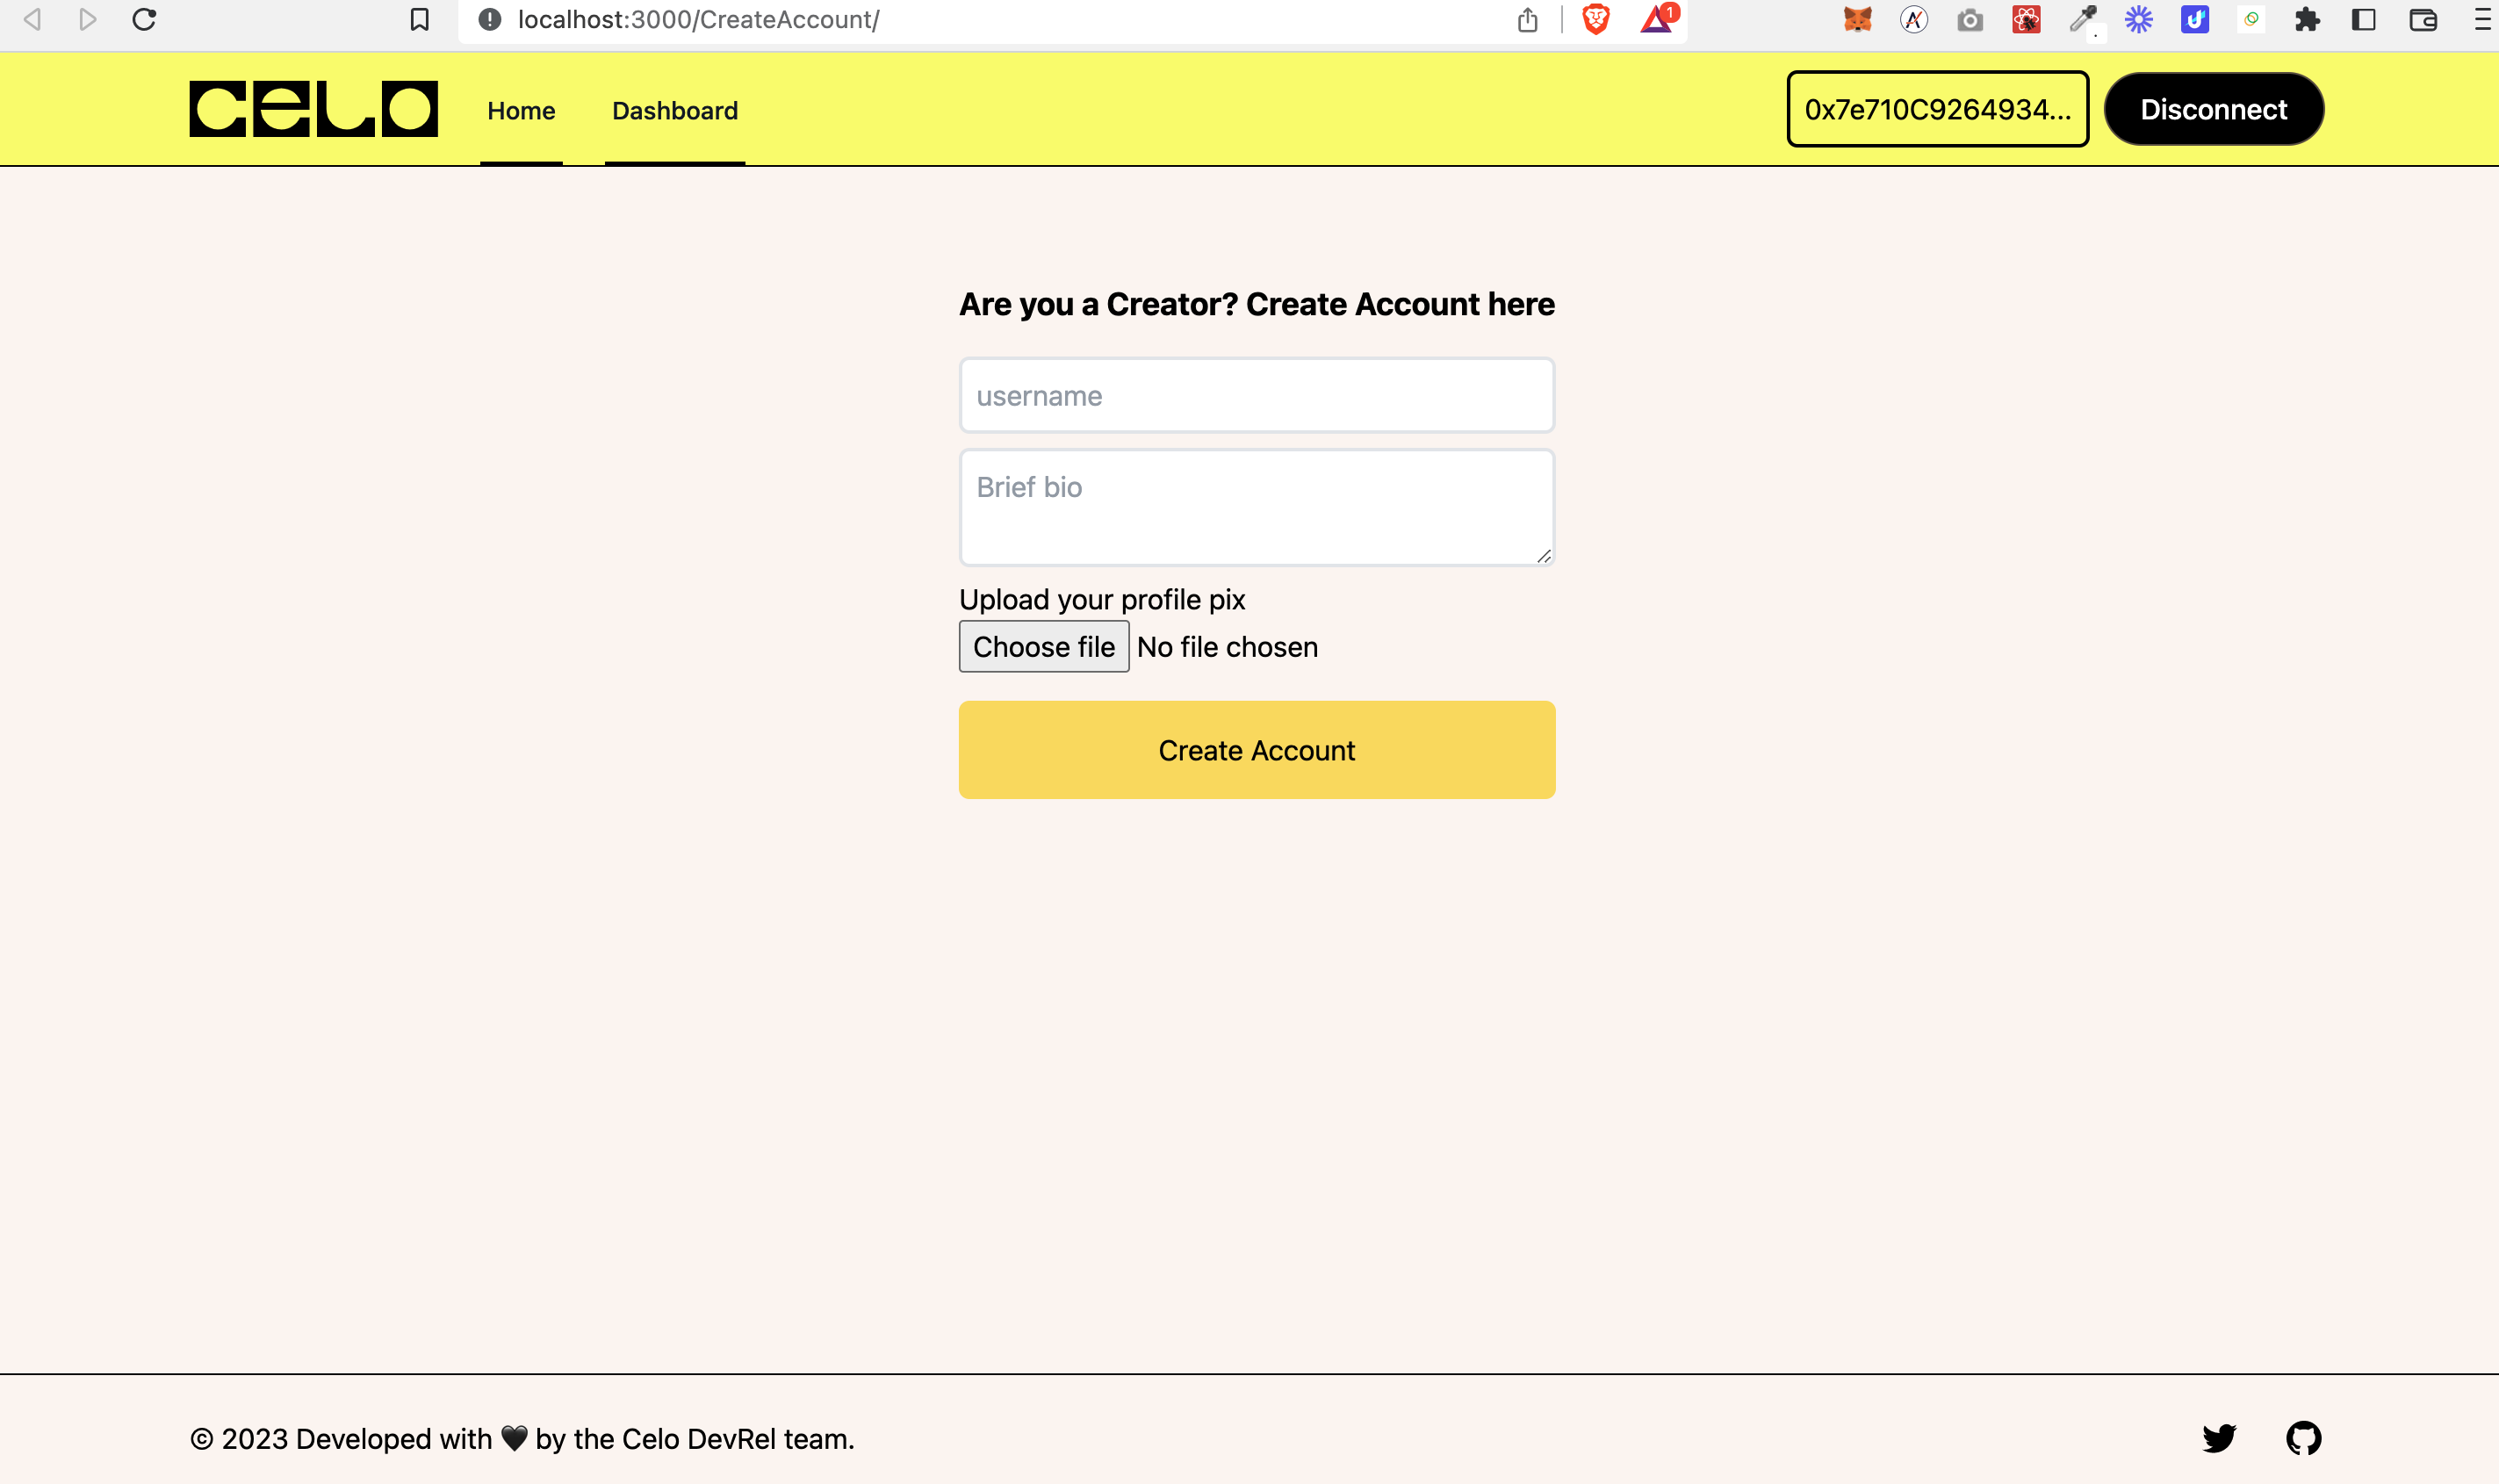 localhost:3000/CreateAccount/
1
CELO
Home
Dashboard
0x7e710C9264934...
Disconnect
Are you a Creator? Create Account here
username
Brief bio
Upload your profile pix
Choose file No file chosen
Create Account
© 2023 Developed with 🖤 by the Celo DevRel team.